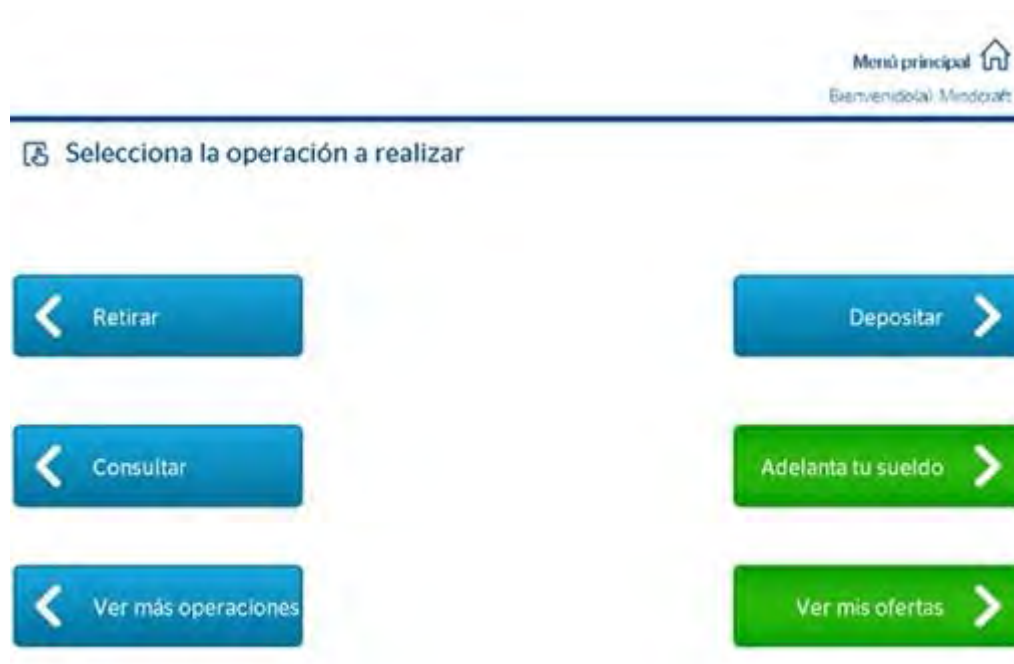 Menú principal
Bienvenido(a) Mindcraft
Selecciona la operación a realizar
Retirar
Depositar
Consultar
Adelanta tu sueldo
Ver más operaciones
Ver mis ofertas